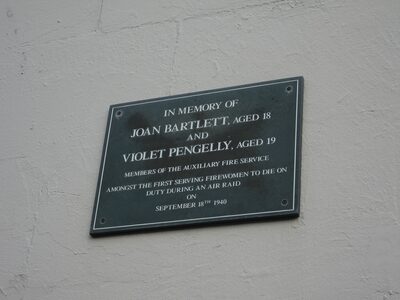 IN MEMORY OF
JOAN BARTLETT, AGED 18
AND
VIOLET PENGELLY, AGED 19
MEMBERS OF THE AUXILIARY FIRE SERVICE
AMONGST THE FIRST SERVING FIREWOMEN TO DIE ON
DUTY DURING AN AIR RAID
ON
SEPTEMBER 18TH 1940